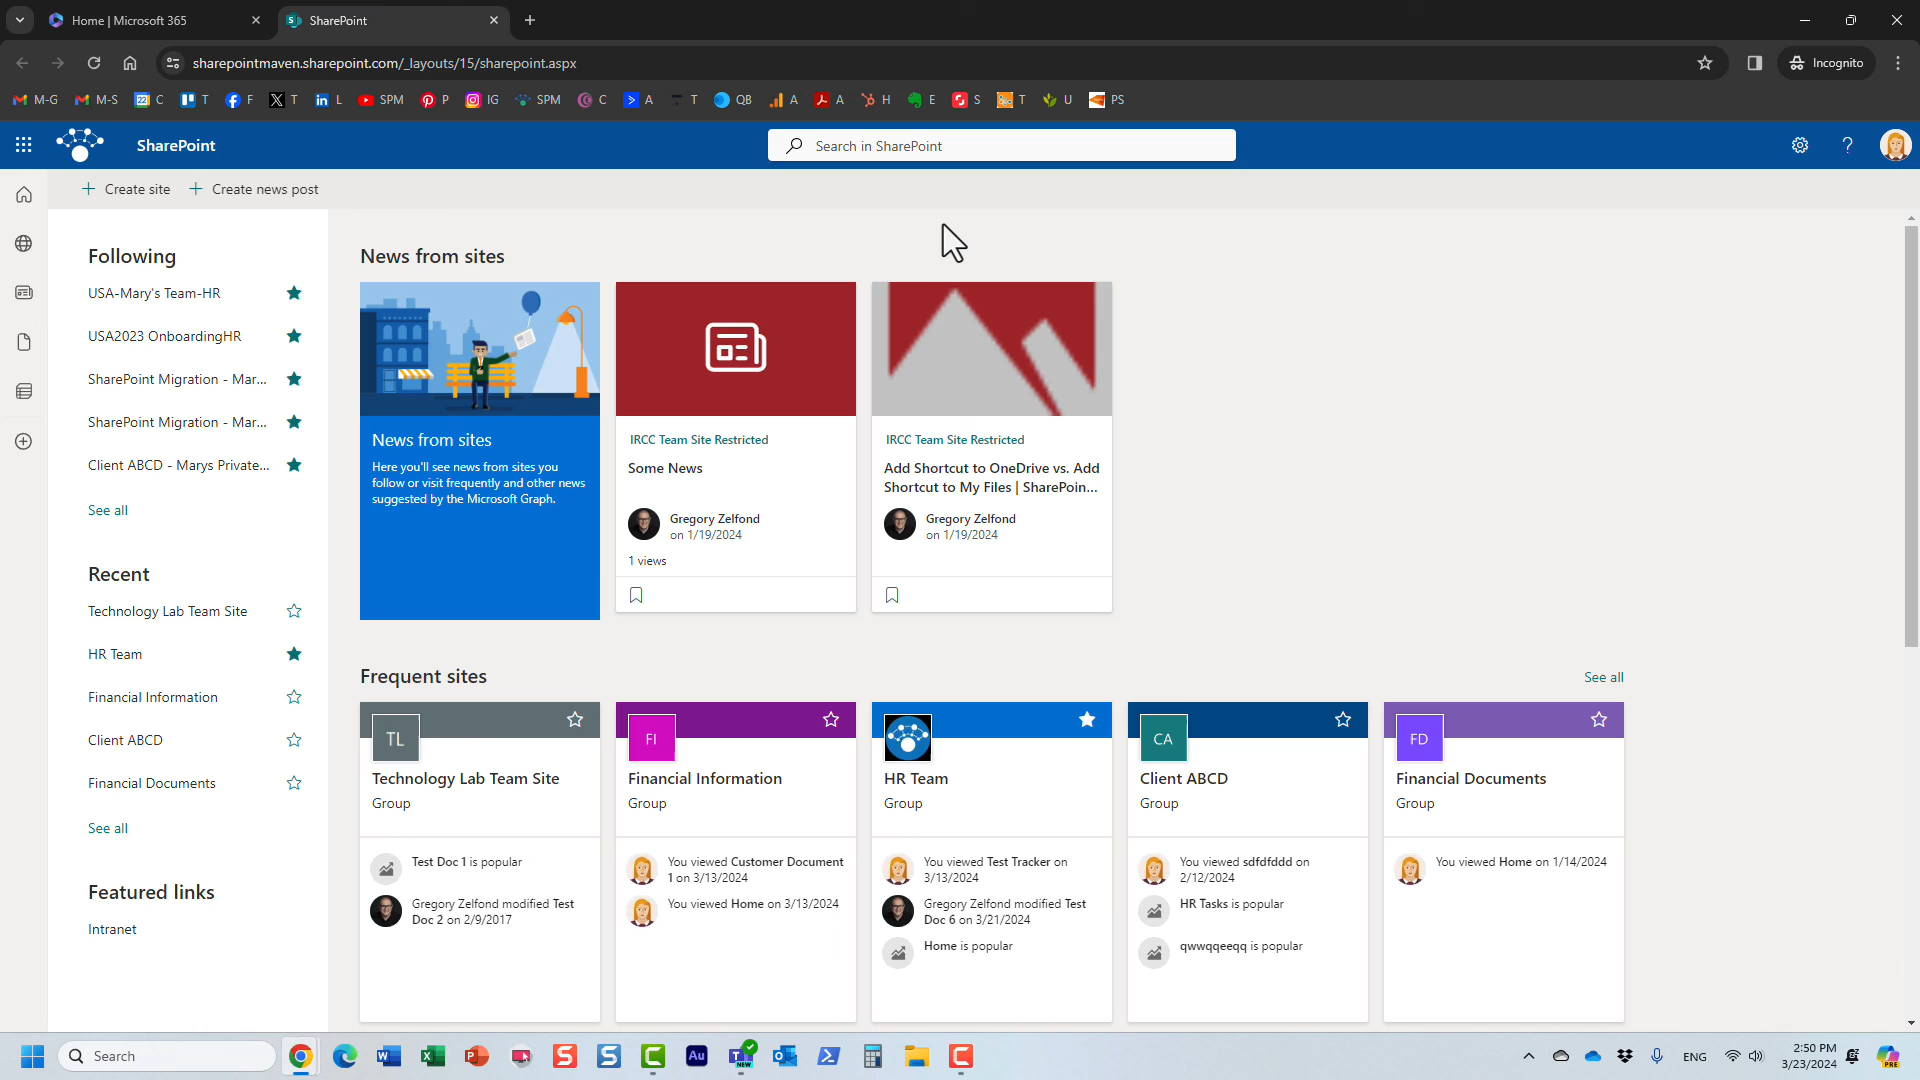 Home | Microsoft 365
SharePoint
sharepointmaven.sharepoint.com/_layouts/15/sharepoint.aspx
Incognito
M-G
M-S
22
C
T
F
T
L
SPM
P
IG
SPM
C
A
T
QB
A
A
H
E
S
T
U
PS
SharePoint
Search in SharePoint
+ Create site
+ Create news post
Following
USA-Mary's Team-HR
USA2023 OnboardingHR
SharePoint Migration - Mar...
SharePoint Migration - Mar...
Client ABCD - Marys Private...
See all
Recent
Technology Lab Team Site
HR Team
Financial Information
Client ABCD
Financial Documents
See all
Featured links
Intranet
News from sites
News from sites
Here you'll see news from sites you
follow or visit frequently and other news
suggested by the Microsoft Graph.
IRCC Team Site Restricted
Some News
Gregory Zelfond
on 1/19/2024
1 views
IRCC Team Site Restricted
Add Shortcut to OneDrive vs. Add
Shortcut to My Files | SharePoin...
Gregory Zelfond
on 1/19/2024
Frequent sites
See all
TL
Technology Lab Team Site
Group
Test Doc 1 is popular
Gregory Zelfond modified Test
Doc 2 on 2/9/2017
FI
Financial Information
Group
You viewed Customer Document
1 on 3/13/2024
You viewed Home on 3/13/2024
HR Team
Group
You viewed Test Tracker on
3/13/2024
Gregory Zelfond modified Test
Doc 6 on 3/21/2024
Home is popular
CA
Client ABCD
Group
You viewed sdfdfddd on
2/12/2024
HR Tasks is popular
qwwqqeeqq is popular
FD
Financial Documents
Group
You viewed Home on 1/14/2024
Search
Au
NEW
ENG
2:50 PM
3/23/2024
PRE